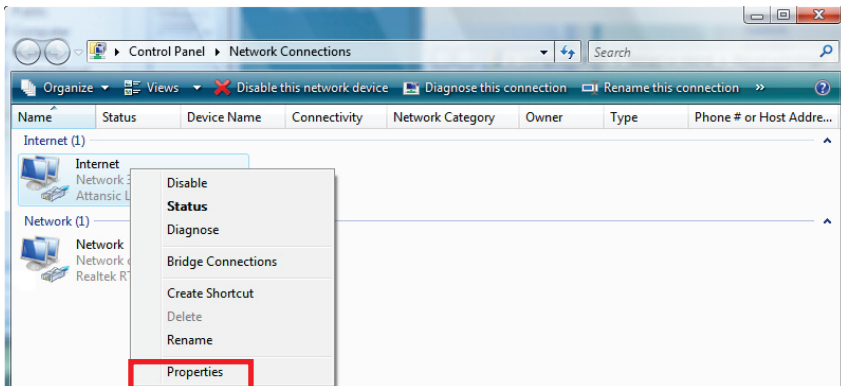 Control Panel Network Connections Search
Organize Views Disable this network device Diagnose this connection Rename this connection »
Name Status Device Name Connectivity Network Category Owner Type Phone # or Host Addre...
Internet (1)
Internet
Network
Attansic L
Disable
Status
Diagnose
Bridge Connections
Create Shortcut
Delete
Rename
Properties
Network (1)
Network
Network
Realtek RT